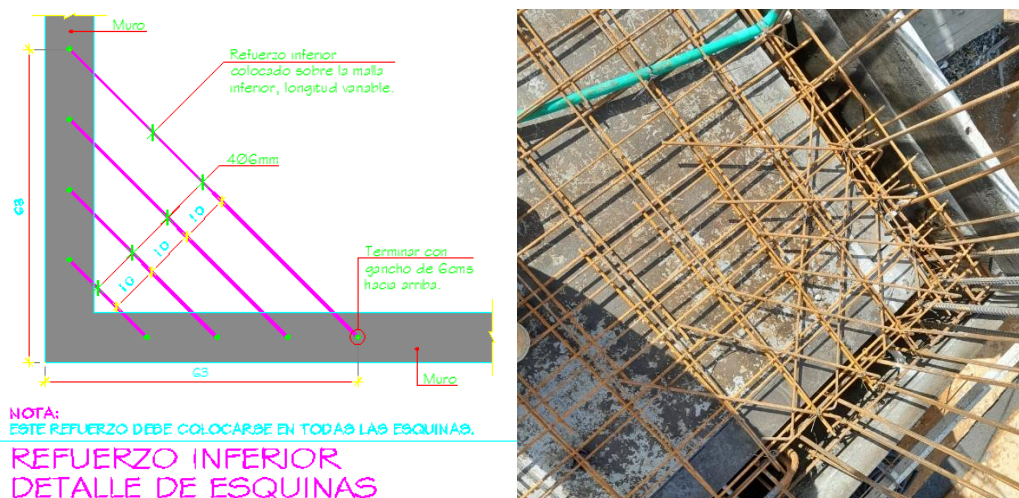 Muro
Refuerzo inferior
colocado sobre la malla
inferior, longitud variable.
4Ø6mm
63
10
10
10
Terminar con
gancho de 6cms
hacia arriba.
63
Muro
NOTA:
ESTE REFUERZO DEBE COLOCARSE EN TODAS LAS ESQUINAS.
REFUERZO INFERIOR
DETALLE DE ESQUINAS